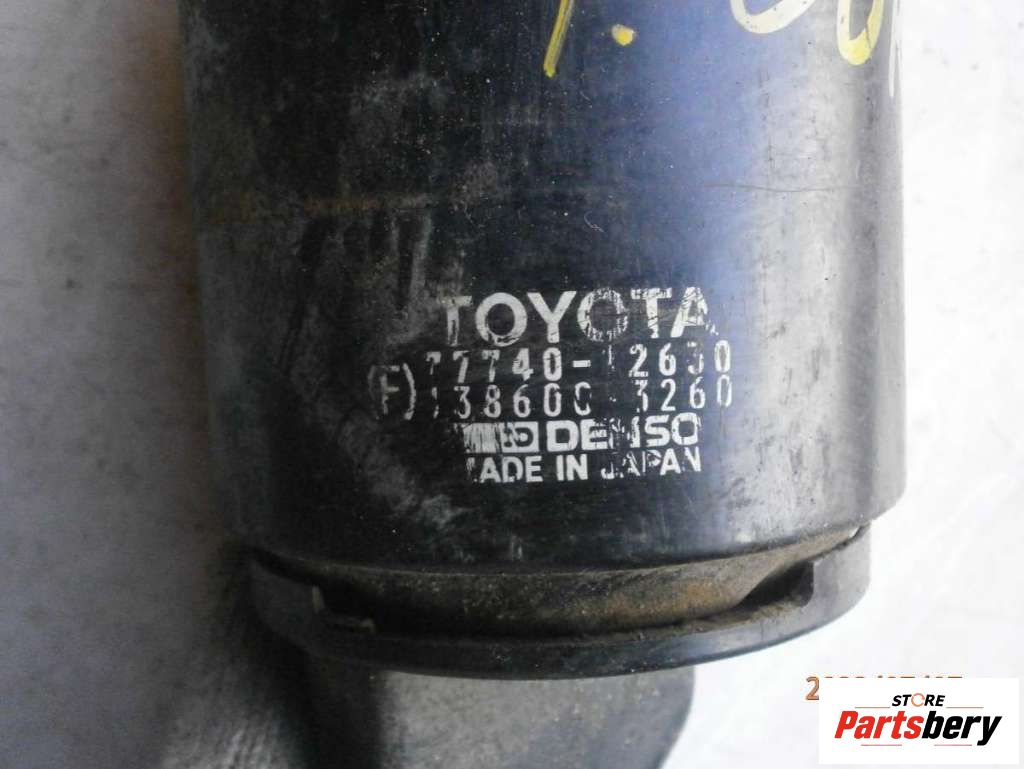 TOYOTA
77740-12630
(F) 138600-3260
DENSO
MADE IN JAPAN
STORE
Partsbery